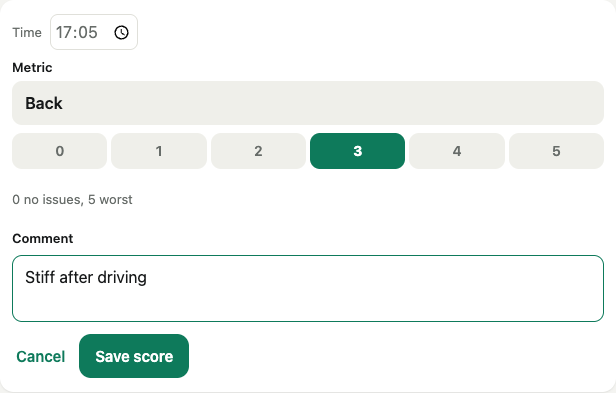 Time 17:05
Metric
Back
0 1 2 3 4 5
0 no issues, 5 worst
Comment
Stiff after driving
Cancel Save score